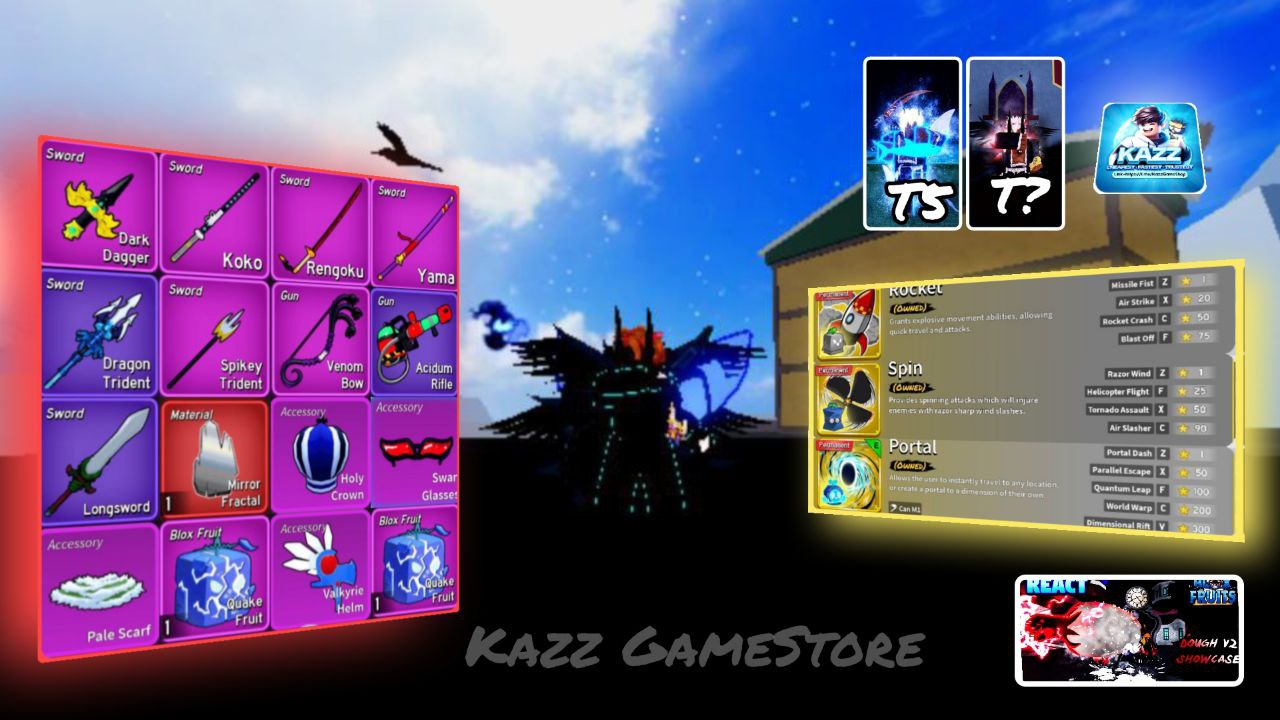 Sword
Dark
Dagger
Sword
Koko
Sword
Rengoku
Sword
Yama
Sword
Dragon
Trident
Sword
Spikey
Trident
Gun
Venom
Bow
Gun
Acidum
Rifle
Sword
Longsword
Material
1
Mirror
Fractal
Accessory
Holy
Crown
Accessory
Swan
Glasses
Accessory
Pale Scarf
Blox Fruit
1
Quake
Fruit
Accessory
Valkyrie
Helm
Blox Fruit
1
Quake
Fruit
T5
T?
KAZZ
CHEAPEST FASTEST TRUSTEST
Permanent
Rocket
(OWNED)
Grants explosive movement abilities, allowing
quick travel and attacks.
Missile Fist Z 1
Air Strike X 20
Rocket Crash C 50
Blast Off F 75
Permanent
Spin
(OWNED)
Provides spinning attacks which will injure
enemies with razor sharp wind slashes.
Razor Wind Z 1
Helicopter Flight F 25
Tornado Assault X 50
Air Slasher C 90
Permanent
Portal
(OWNED)
Allows the user to instantly travel to any location,
or create a portal to a dimension of their own.
Can M1
Portal Dash Z 1
Parallel Escape X 50
Quantum Leap F 100
World Warp C 200
Dimensional Rift V 300
REACT
FRUITS
DOUGH V2
SHOWCASE
Kazz GameStore